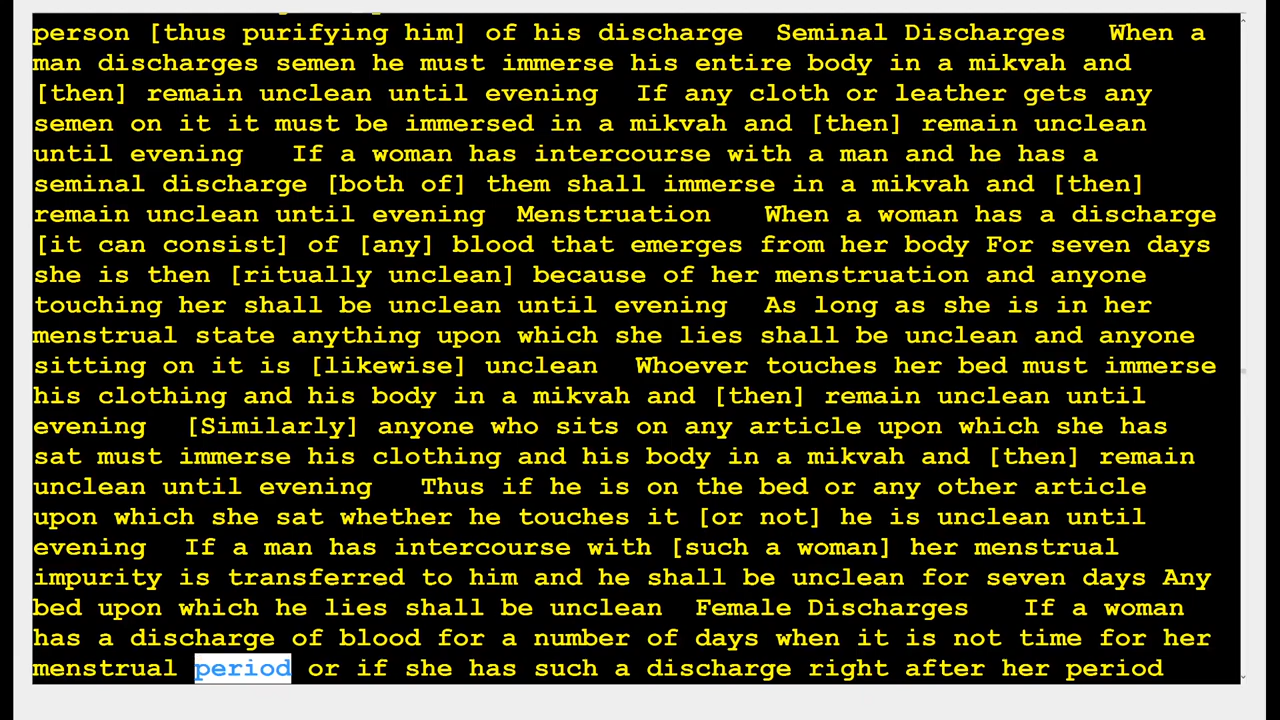 person [thus purifying him] of his discharge Seminal Discharges When a
man discharges semen he must immerse his entire body in a mikvah and
[then] remain unclean until evening If any cloth or leather gets any
semen on it it must be immersed in a mikvah and [then] remain unclean
until evening If a woman has intercourse with a man and he has a
seminal discharge [both of] them shall immerse in a mikvah and [then]
remain unclean until evening Menstruation When a woman has a discharge
[it can consist] of [any] blood that emerges from her body For seven days
she is then [ritually unclean] because of her menstruation and anyone
touching her shall be unclean until evening As long as she is in her
menstrual state anything upon which she lies shall be unclean and anyone
sitting on it is [likewise] unclean Whoever touches her bed must immerse
his clothing and his body in a mikvah and [then] remain unclean until
evening [Similarly] anyone who sits on any article upon which she has
sat must immerse his clothing and his body in a mikvah and [then] remain
unclean until evening Thus if he is on the bed or any other article
upon which she sat whether he touches it [or not] he is unclean until
evening If a man has intercourse with [such a woman] her menstrual
impurity is transferred to him and he shall be unclean for seven days Any
bed upon which he lies shall be unclean Female Discharges If a woman
has a discharge of blood for a number of days when it is not time for her
menstrual period or if she has such a discharge right after her period